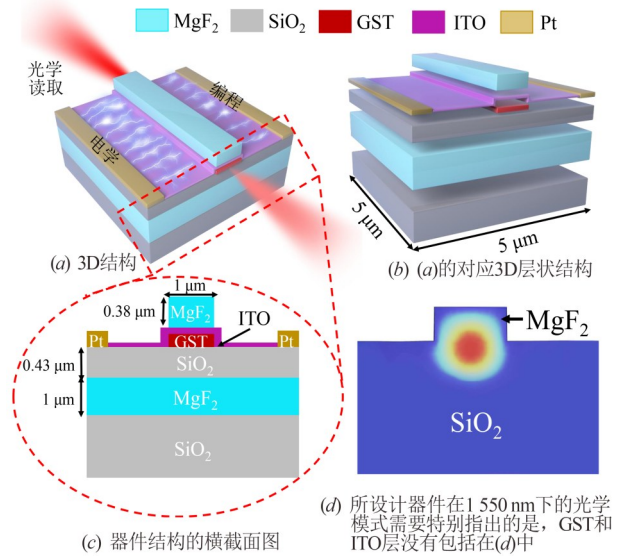 MgF₂ SiO₂ GST ITO Pt
光学
读取
编程
电学
5 μm
5 μm
(a) 3D结构
(b) (a)的对应3D层状结构
1 μm
0.38 μm
MgF₂
ITO
Pt
GST
Pt
0.43 μm
SiO₂
1 μm
MgF₂
SiO₂
(c) 器件结构的横截面图
MgF₂
SiO₂
(d) 所设计器件在1 550 nm下的光学
模式需要特别指出的是，GST和
ITO层没有包括在(d)中